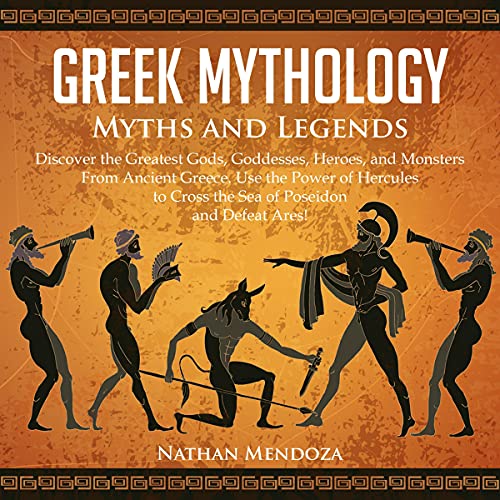 GREEK MYTHOLOGY
MYTHS AND LEGENDS
Discover the Greatest Gods, Goddesses, Heroes, and Monsters
From Ancient Greece. Use the Power of Hercules
to Cross the Sea of Poseidon
and Defeat Ares!
NATHAN MENDOZA